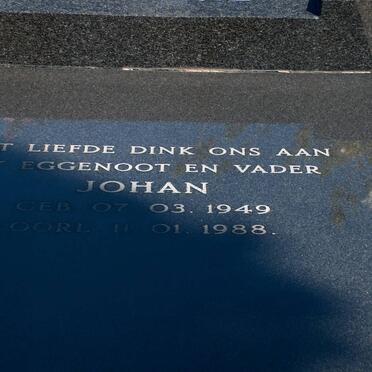 T LIEFDE DINK ONS AAN
EGGENOOT EN VADER
JOHAN
GEB. 07. 03. 1949
OORL. 11. 01. 1988.